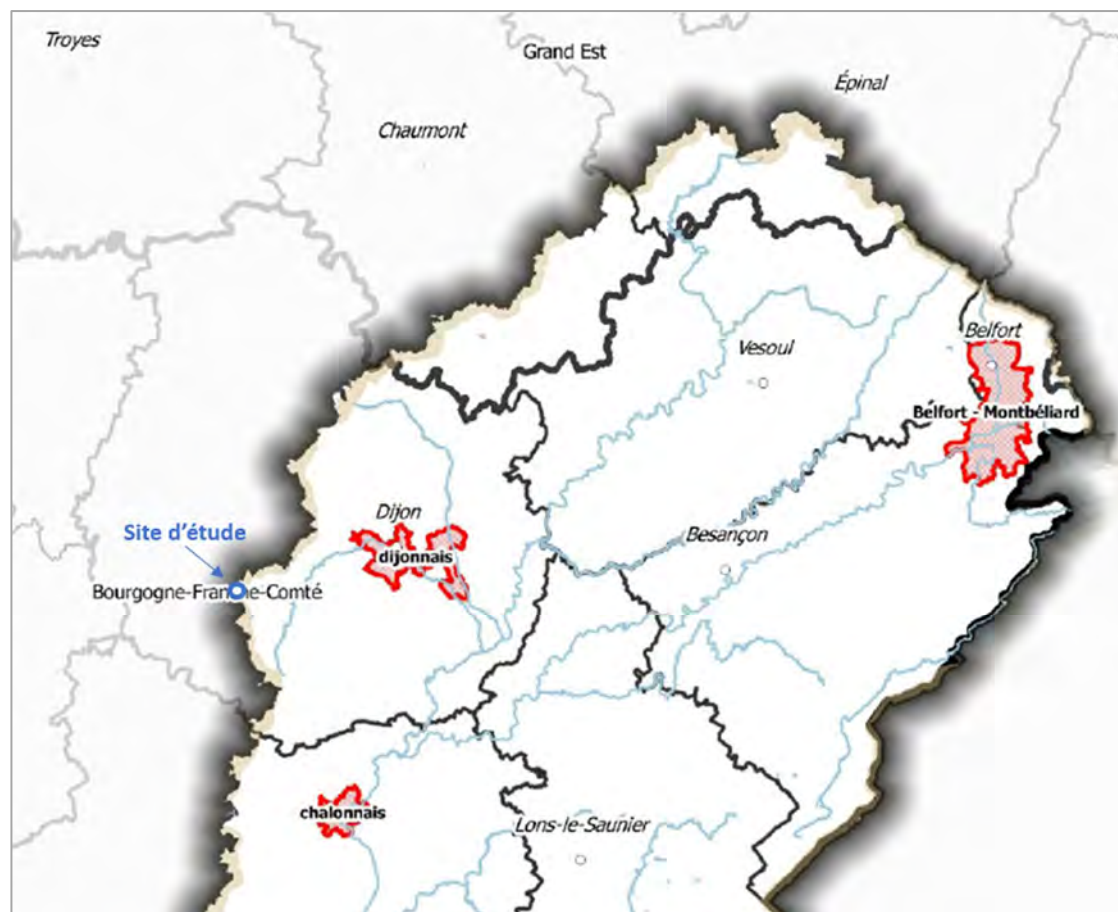 Troyes
Grand Est
Épinal
Chaumont
Belfort
Vesoul
Belfort - Montbéliard
Dijon
Site d'étude
Besançon
dijonnais
Bourgogne-Franche-Comté
chalonnais
Lons-le-Saunier